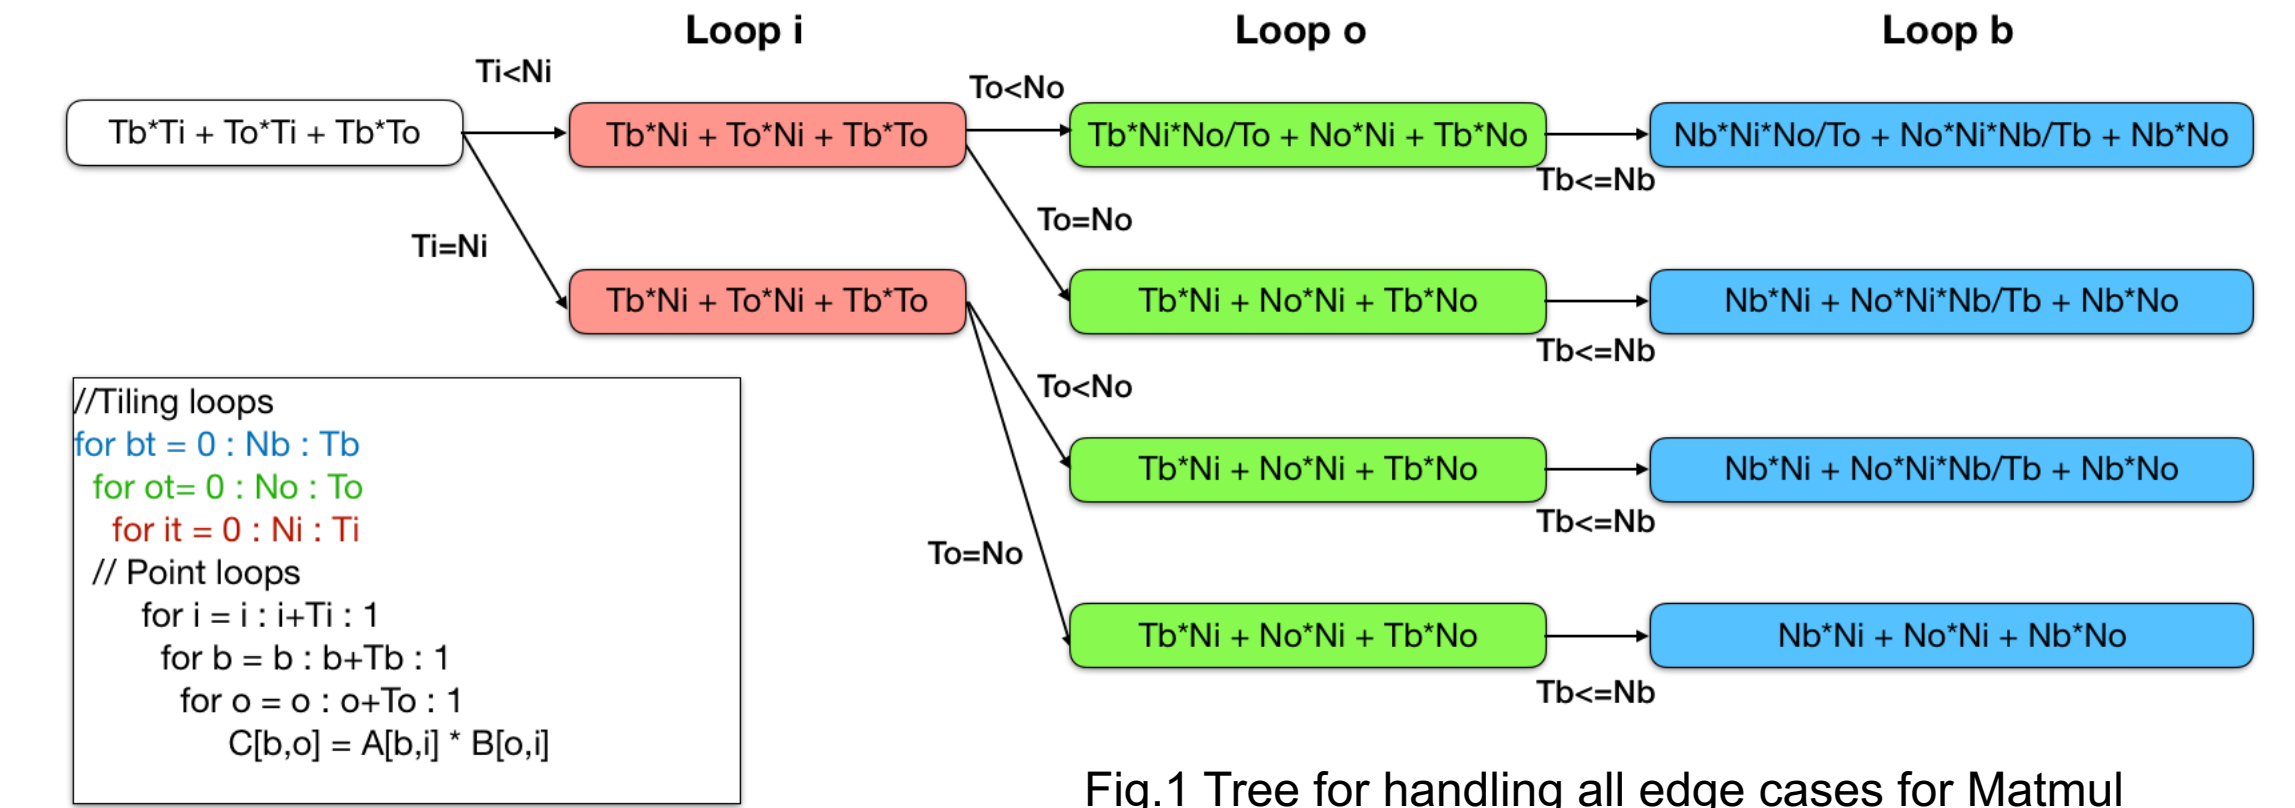 Loop i
Loop o
Loop b
Ti<Ni
To<No
Tb*Ti + To*Ti + Tb*To
Tb*Ni + To*Ni + Tb*To
Tb*Ni*No/To + No*Ni + Tb*No
Nb*Ni*No/To + No*Ni*Nb/Tb + Nb*No
Tb<=Nb
To=No
Ti=Ni
Tb*Ni + To*Ni + Tb*To
Tb*Ni + No*Ni + Tb*No
Nb*Ni + No*Ni*Nb/Tb + Nb*No
Tb<=Nb
To<No
Tb*Ni + No*Ni + Tb*No
Nb*Ni + No*Ni*Nb/Tb + Nb*No
Tb<=Nb
To=No
Tb*Ni + No*Ni + Tb*No
Nb*Ni + No*Ni + Nb*No
Tb<=Nb
//Tiling loops
for bt = 0 : Nb : Tb
for ot= 0 : No : To
for it = 0 : Ni : Ti
// Point loops
for i = i : i+Ti : 1
for b = b : b+Tb : 1
for o = o : o+To : 1
C[b,o] = A[b,i] * B[o,i]
Fig.1 Tree for handling all edge cases for Matmul